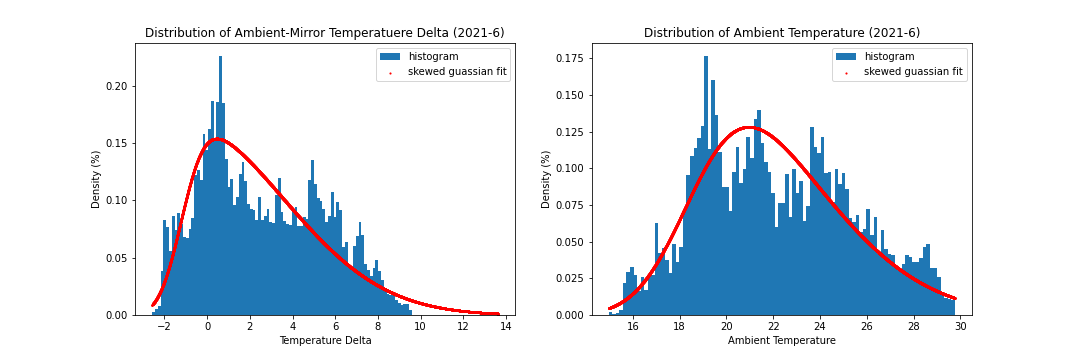 Distribution of Ambient-Mirror Temperatuere Delta (2021-6)
histogram
skewed guassian fit
Density (%)
0.20
0.15
0.10
0.05
0.00
−2 0 2 4 6 8 10 12 14
Temperature Delta
Distribution of Ambient Temperature (2021-6)
histogram
skewed guassian fit
Density (%)
0.175
0.150
0.125
0.100
0.075
0.050
0.025
0.000
16 18 20 22 24 26 28 30
Ambient Temperature